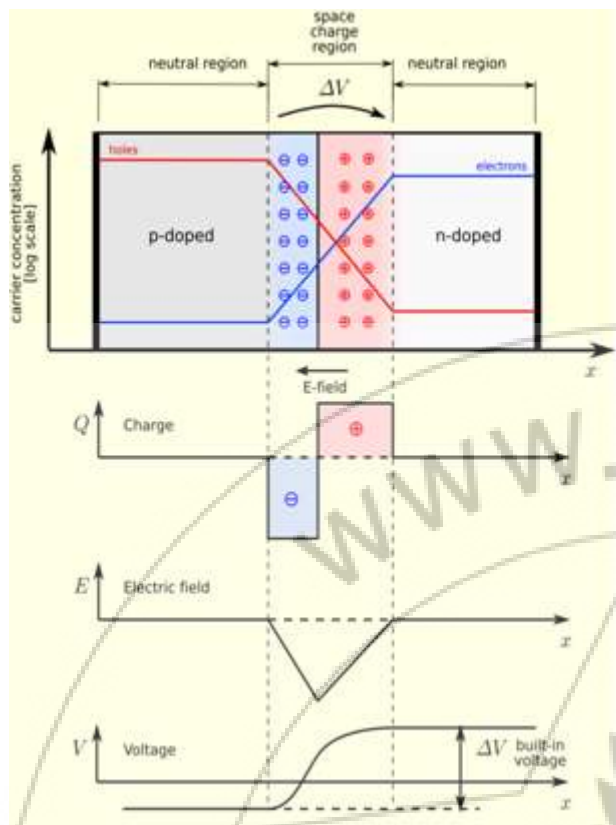 space
charge
region
neutral region
neutral region
ΔV
holes
electrons
carrier concentration
[log scale]
p-doped
n-doped
x
E-field
Q
Charge
x
E
Electric field
x
V
Voltage
ΔV
built-in
voltage
x
www.